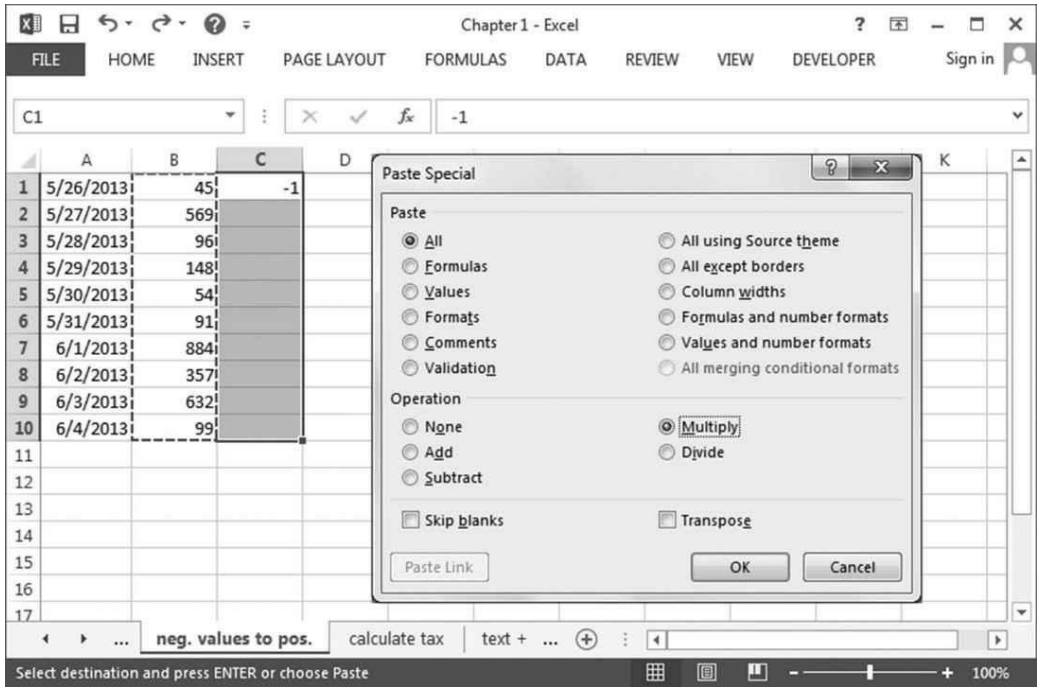 Chapter 1 - Excel
FILE HOME INSERT PAGE LAYOUT FORMULAS DATA REVIEW VIEW DEVELOPER Sign in
C1 fx -1
A B C D K
1 5/26/2013 45 -1
2 5/27/2013 569
3 5/28/2013 96
4 5/29/2013 148
5 5/30/2013 54
6 5/31/2013 91
7 6/1/2013 884
8 6/2/2013 357
9 6/3/2013 632
10 6/4/2013 99
11
12
13
14
15
16
17
Paste Special
Paste
All All using Source theme
Formulas All except borders
Values Column widths
Formats Formulas and number formats
Comments Values and number formats
Validation All merging conditional formats
Operation
None Multiply
Add Divide
Subtract
Skip blanks Transpose
Paste Link OK Cancel
... neg. values to pos. calculate tax text + ...
Select destination and press ENTER or choose Paste 100%